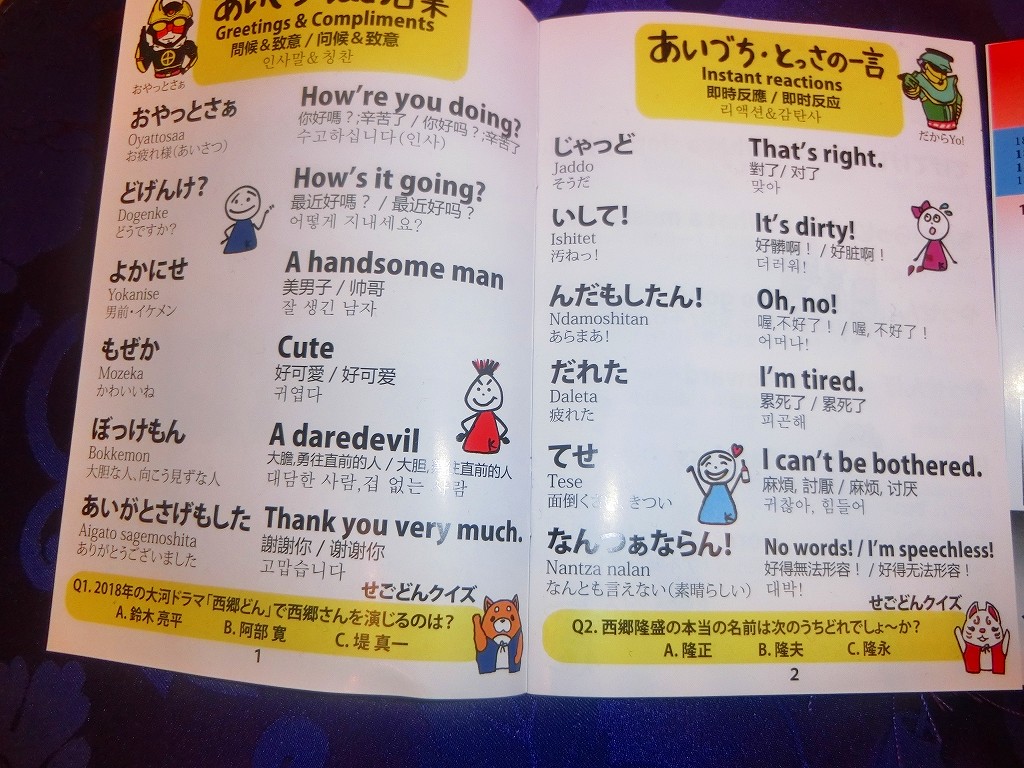 Greetings & Compliments
問候&致意 / 问候&致意
인사말&칭찬
おやっとさぁ
おやっとさぁ
Oyattosaa
お疲れ様(あいさつ)
How're you doing?
你好嗎?;辛苦了 / 你好吗?;辛苦了
수고하십니다(인사)
どげんけ?
Dogenke
どうですか?
How's it going?
最近好嗎? / 最近好吗?
어떻게 지내세요?
よかにせ
Yokanise
男前・イケメン
A handsome man
美男子 / 帅哥
잘 생긴 남자
もぜか
Mozeka
かわいいね
Cute
好可愛 / 好可爱
귀엽다
ぼっけもん
Bokkemon
大胆な人、向こう見ずな人
A daredevil
大膽,勇往直前的人 / 大胆,往直前的人
대담한 사람,겁 없는 람
あいがとさげもした
Aigato sagemoshita
ありがとうございました
Thank you very much.
謝謝你 / 谢谢你
고맙습니다
せごどんクイズ
Q1. 2018年の大河ドラマ「西郷どん」で西郷さんを演じるのは?
A. 鈴木 亮平 B. 阿部 寛 C. 堤 真一
1
あいづち・とっさの一言
Instant reactions
即時反應 / 即时反应
리액션&감탄사
だからYo!
じゃっど
Jaddo
そうだ
That's right.
對了/ 对了
맞아
いして!
Ishitet
汚ねっ!
It's dirty!
好髒啊! / 好脏啊!
더러워!
んだもしたん!
Ndamoshitan
あらまあ!
Oh, no!
喔,不好了! / 喔, 不好了!
어머나!
だれた
Daleta
疲れた
I'm tired.
累死了 / 累死了
피곤해
てせ
Tese
面倒く きつい
I can't be bothered.
麻煩, 討厭 / 麻烦, 讨厌
귀찮아, 힘들어
なん ぁならん!
Nantza nalan
なんとも言えない(素晴らしい)
No words! / I'm speechless!
好得無法形容! / 好得无法形容!
대박!
せごどんクイズ
Q2. 西郷隆盛の本当の名前は次のうちどれでしょ～か?
A. 隆正 B. 隆夫 C. 隆永
2